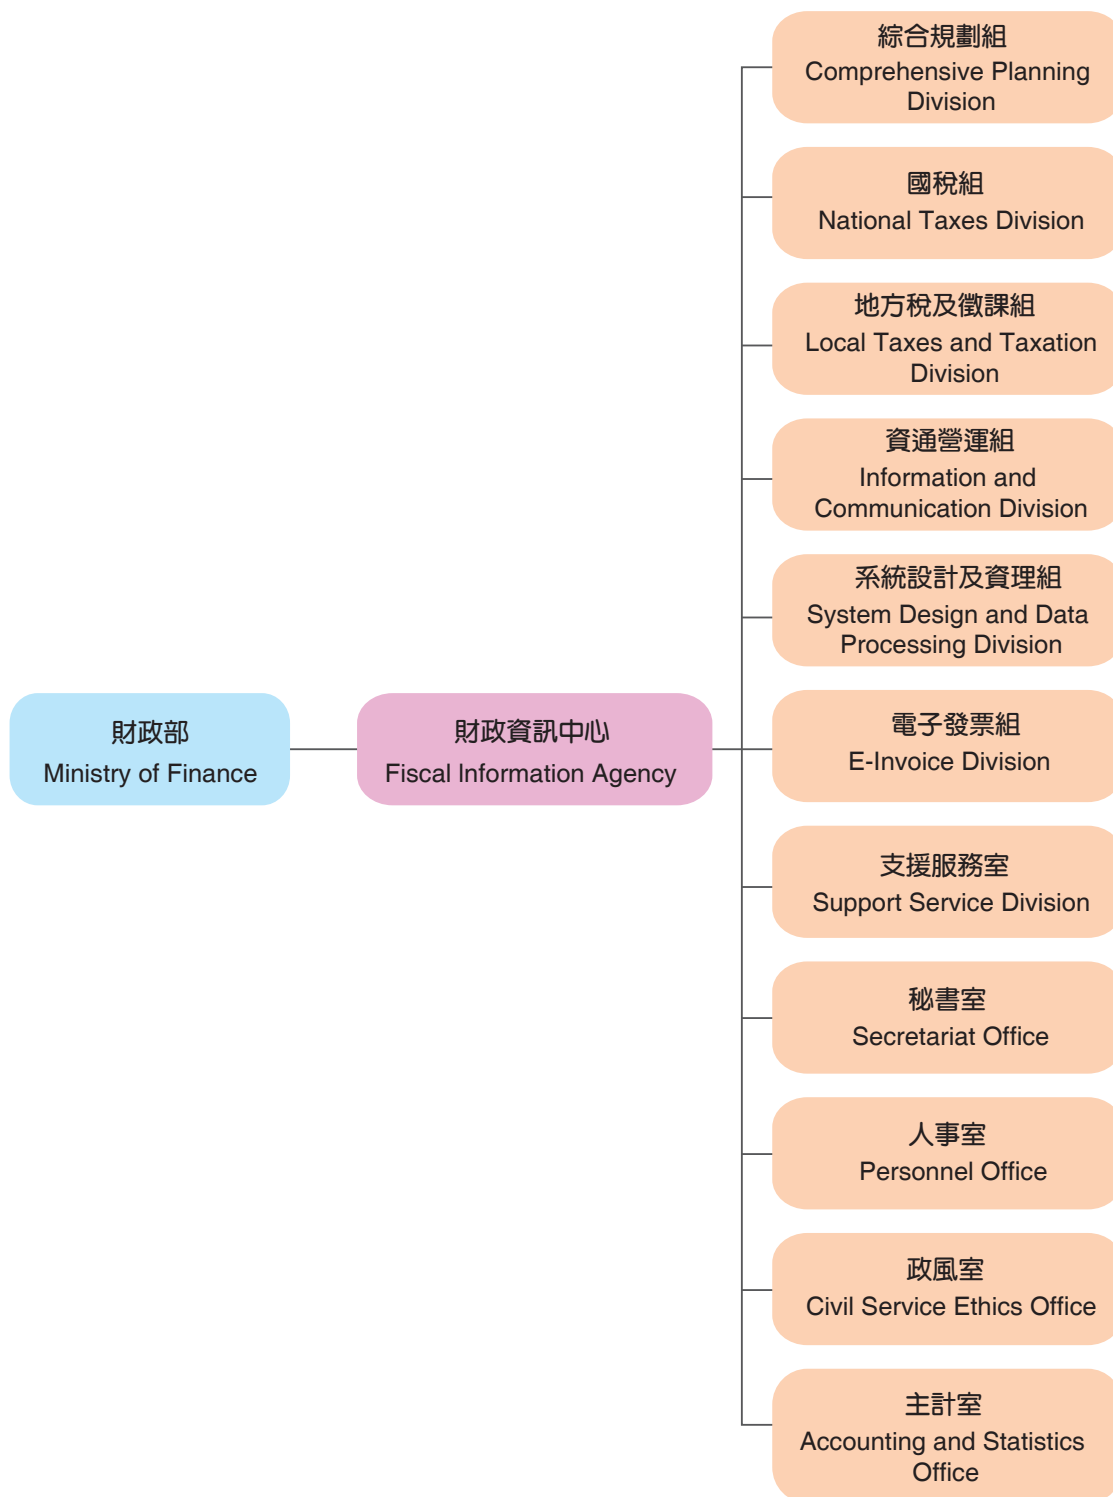 財政部
Ministry of Finance
財政資訊中心
Fiscal Information Agency
綜合規劃組
Comprehensive Planning
Division
國稅組
National Taxes Division
地方稅及徵課組
Local Taxes and Taxation
Division
資通營運組
Information and
Communication Division
系統設計及資理組
System Design and Data
Processing Division
電子發票組
E-Invoice Division
支援服務室
Support Service Division
秘書室
Secretariat Office
人事室
Personnel Office
政風室
Civil Service Ethics Office
主計室
Accounting and Statistics
Office